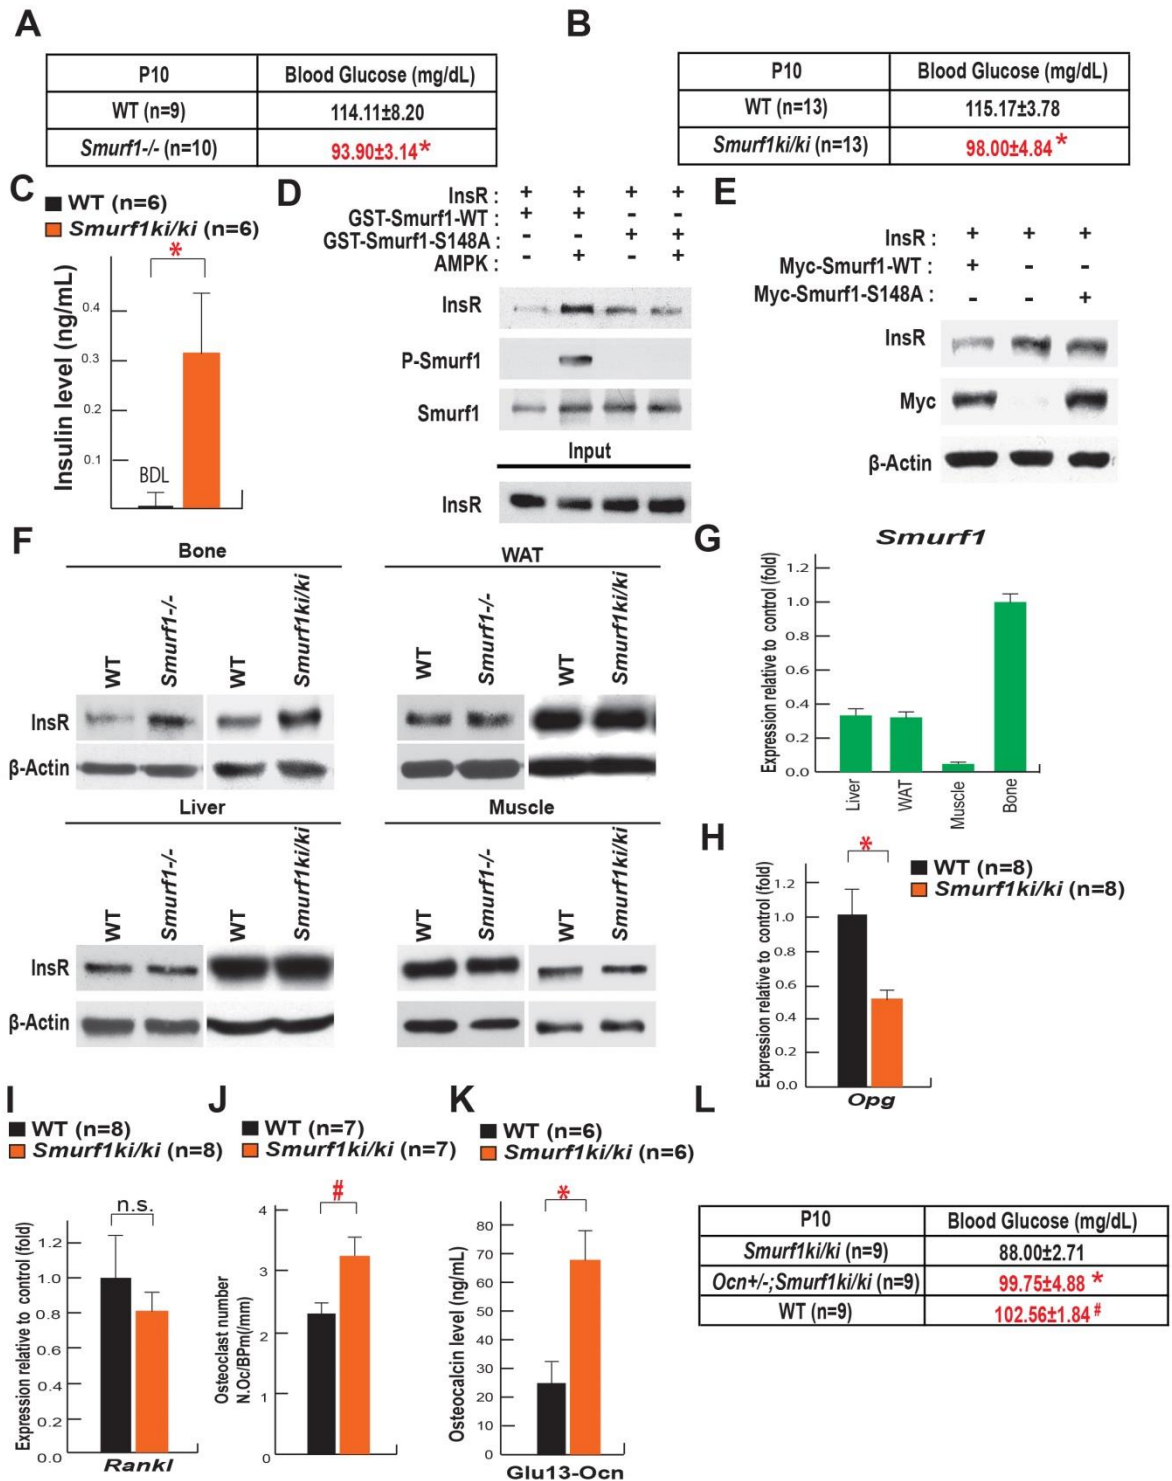 A
P10 Blood Glucose (mg/dL)
WT (n=9) 114.11±8.20
Smurf1-/- (n=10) 93.90±3.14*
B
P10 Blood Glucose (mg/dL)
WT (n=13) 115.17±3.78
Smurf1ki/ki (n=13) 98.00±4.84 *
C
WT (n=6)
Smurf1ki/ki (n=6)
*
Insulin level (ng/mL)
0.4
0.3
0.2
0.1
BDL
D
InsR : + + + +
GST-Smurf1-WT : + + - -
GST-Smurf1-S148A : - - + +
AMPK : - + - +
InsR
P-Smurf1
Smurf1
Input
InsR
E
InsR : + + +
Myc-Smurf1-WT : + - -
Myc-Smurf1-S148A : - - +
InsR
Myc
β-Actin
F
Bone
WT Smurf1-/- WT Smurf1ki/ki
InsR
β-Actin
WAT
WT Smurf1-/- WT Smurf1ki/ki
Liver
WT Smurf1-/- WT Smurf1ki/ki
InsR
β-Actin
Muscle
WT Smurf1-/- WT Smurf1ki/ki
G
Smurf1
Expression relative to control (fold)
1.2
1.0
0.8
0.6
0.4
0.2
0.0
Liver WAT Muscle Bone
H
*
WT (n=8)
Smurf1ki/ki (n=8)
Expression relative to control (fold)
1.2
1.0
0.8
0.6
0.4
0.2
0.0
Opg
I
WT (n=8)
Smurf1ki/ki (n=8)
n.s.
Expression relative to control (fold)
1.2
1.0
0.8
0.6
0.4
0.2
0.0
Rankl
J
WT (n=7)
Smurf1ki/ki (n=7)
#
Osteoclast number
N.Oc/BPm(/mm)
4
3
2
1
0
K
WT (n=6)
Smurf1ki/ki (n=6)
*
Osteocalcin level (ng/mL)
80
70
60
50
40
30
20
10
0
Glu13-Ocn
L
P10 Blood Glucose (mg/dL)
Smurf1ki/ki (n=9) 88.00±2.71
Ocn+/-;Smurf1ki/ki (n=9) 99.75±4.88 *
WT (n=9) 102.56±1.84 #